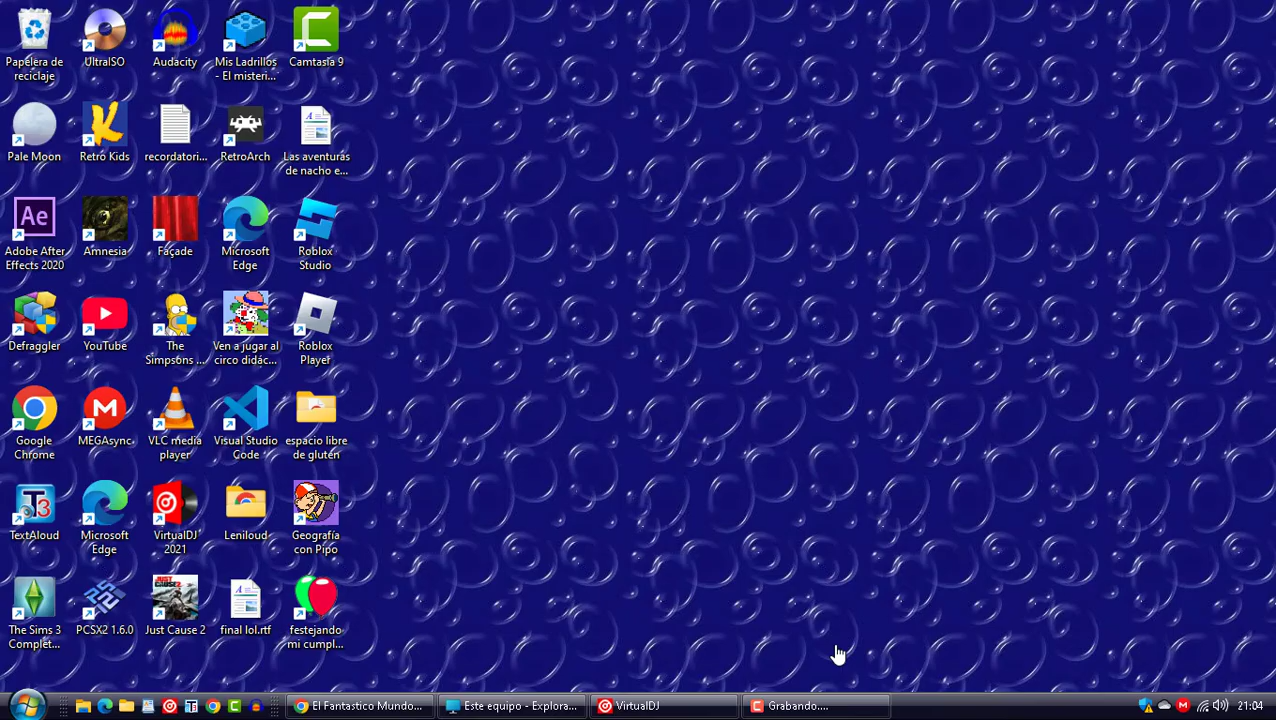 Papelera de
reciclaje
UltraISO
Audacity
Mis Ladrillos
- El misteri...
Camtasia 9
Pale Moon
Retro Kids
recordatori...
RetroArch
Las aventuras
de nacho e...
Ae
Adobe After
Effects 2020
Amnesia
Façade
Microsoft
Edge
Roblox
Studio
Defraggler
YouTube
The
Simpsons ...
Ven a jugar al
circo didác...
Roblox
Player
Google
Chrome
MEGAsync
VLC media
player
Visual Studio
Code
espacio libre
de gluten
TextAloud
Microsoft
Edge
VirtualDJ
2021
Leniloud
Geografía
con Pipo
The Sims 3
Complet...
PCSX2 1.6.0
JUST
CAUSE 2
Just Cause 2
final lol.rtf
festejando
mi cumpl...
El Fantastico Mundo...
Este equipo - Explora...
VirtualDJ
Grabando....
21:04